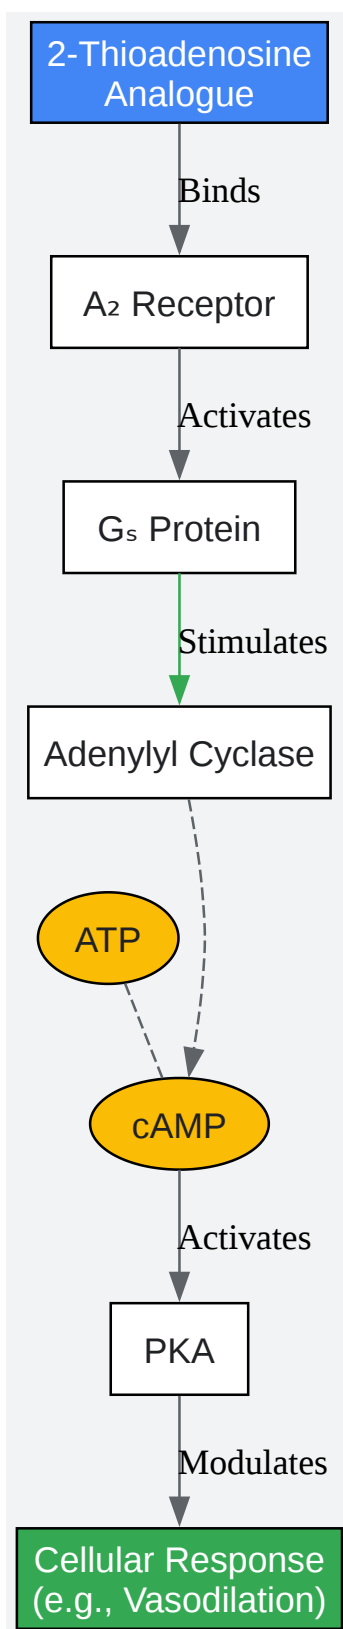 2-Thioadenosine
Analogue
Binds
A₂ Receptor
Activates
Gₛ Protein
Stimulates
Adenylyl Cyclase
ATP
cAMP
Activates
PKA
Modulates
Cellular Response
(e.g., Vasodilation)